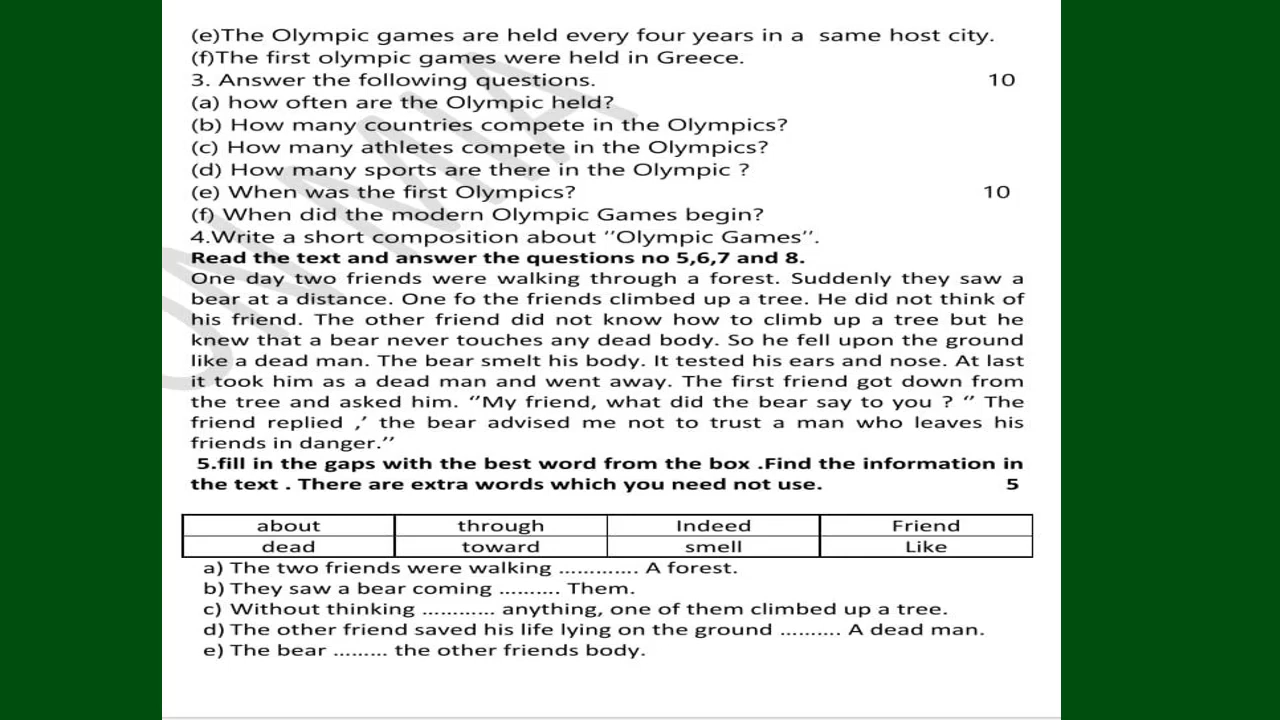 (e)The Olympic games are held every four years in a same host city.
(f)The first olympic games were held in Greece.
3. Answer the following questions. 10
(a) how often are the Olympic held?
(b) How many countries compete in the Olympics?
(c) How many athletes compete in the Olympics?
(d) How many sports are there in the Olympic ?
(e) When was the first Olympics? 10
(f) When did the modern Olympic Games begin?
4.Write a short composition about ‘’Olympic Games’’.
Read the text and answer the questions no 5,6,7 and 8.
One day two friends were walking through a forest. Suddenly they saw a
bear at a distance. One fo the friends climbed up a tree. He did not think of
his friend. The other friend did not know how to climb up a tree but he
knew that a bear never touches any dead body. So he fell upon the ground
like a dead man. The bear smelt his body. It tested his ears and nose. At last
it took him as a dead man and went away. The first friend got down from
the tree and asked him. ‘’My friend, what did the bear say to you ? ‘’ The
friend replied ,’ the bear advised me not to trust a man who leaves his
friends in danger.’’
5.fill in the gaps with the best word from the box .Find the information in
the text . There are extra words which you need not use. 5
about through Indeed Friend
dead toward smell Like
a) The two friends were walking ............. A forest.
b) They saw a bear coming .......... Them.
c) Without thinking ............ anything, one of them climbed up a tree.
d) The other friend saved his life lying on the ground .......... A dead man.
e) The bear ......... the other friends body.